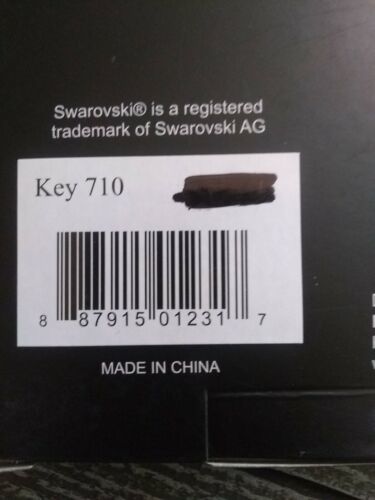 Swarovski® is a registered
trademark of Swarovski AG
Key 710
8 87915 01231 7
MADE IN CHINA